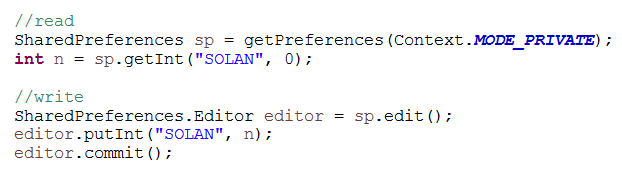 //read
SharedPreferences sp = getPreferences(Context.MODE_PRIVATE);
int n = sp.getInt("SOLAN", 0);
//write
SharedPreferences.Editor editor = sp.edit();
editor.putInt("SOLAN", n);
editor.commit();